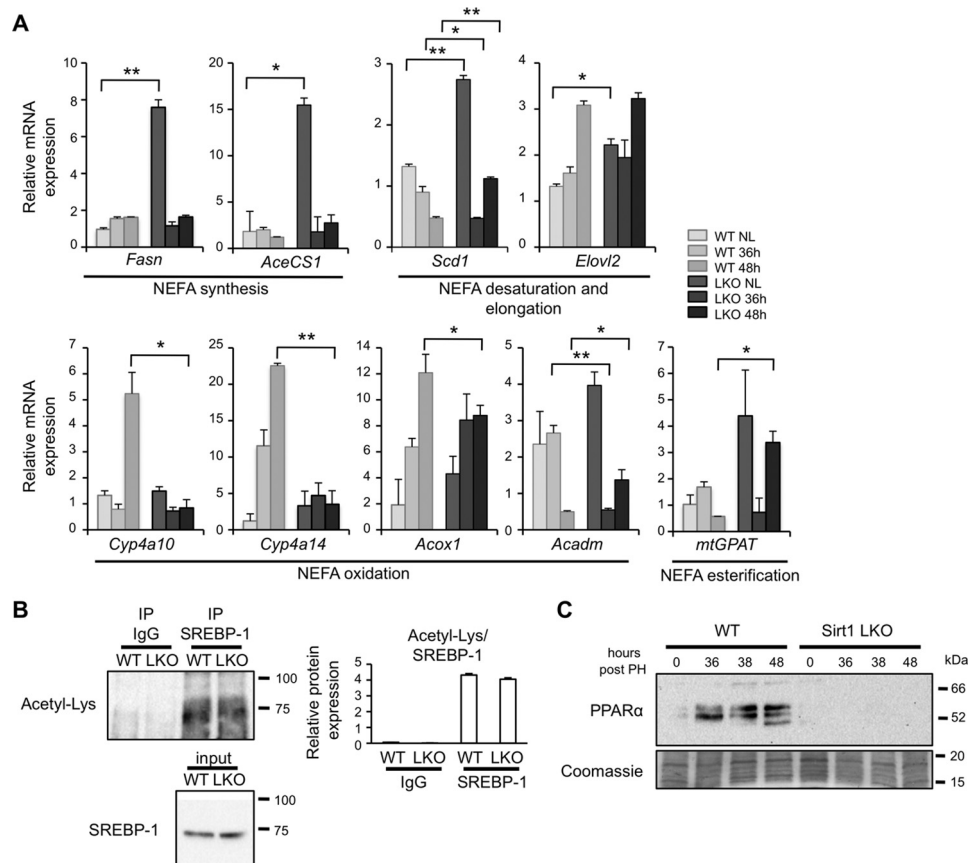 A
** 
*
**
*
**
*
Relative mRNA
expression
10
8
6
4
2
0
20
15
10
5
0
3
2
1
0
4
3
2
1
0
Fasn
AceCS1
Scd1
Elovl2
NEFA synthesis
NEFA desaturation and
elongation
WT NL
WT 36h
WT 48h
LKO NL
LKO 36h
LKO 48h
*
**
*
**
*
*
Relative mRNA
expression
7
6
5
4
3
2
1
0
25
20
15
10
5
0
14
12
10
8
6
4
2
0
5
4
3
2
1
0
7
6
5
4
3
2
1
0
Cyp4a10
Cyp4a14
Acox1
Acadm
mtGPAT
NEFA oxidation
NEFA esterification
B
IP
IgG
IP
SREBP-1
WT LKO
WT LKO
Acetyl-Lys
100
75
input
WT LKO
SREBP-1
100
75
Acetyl-Lys/
SREBP-1
Relative protein
expression
5
4
3
2
1
0
WT LKO
WT LKO
IgG
SREBP-1
C
WT
Sirt1 LKO
hours
post PH
0 36 38 48 0 36 38 48
kDa
PPARα
66
52
Coomassie
20
15